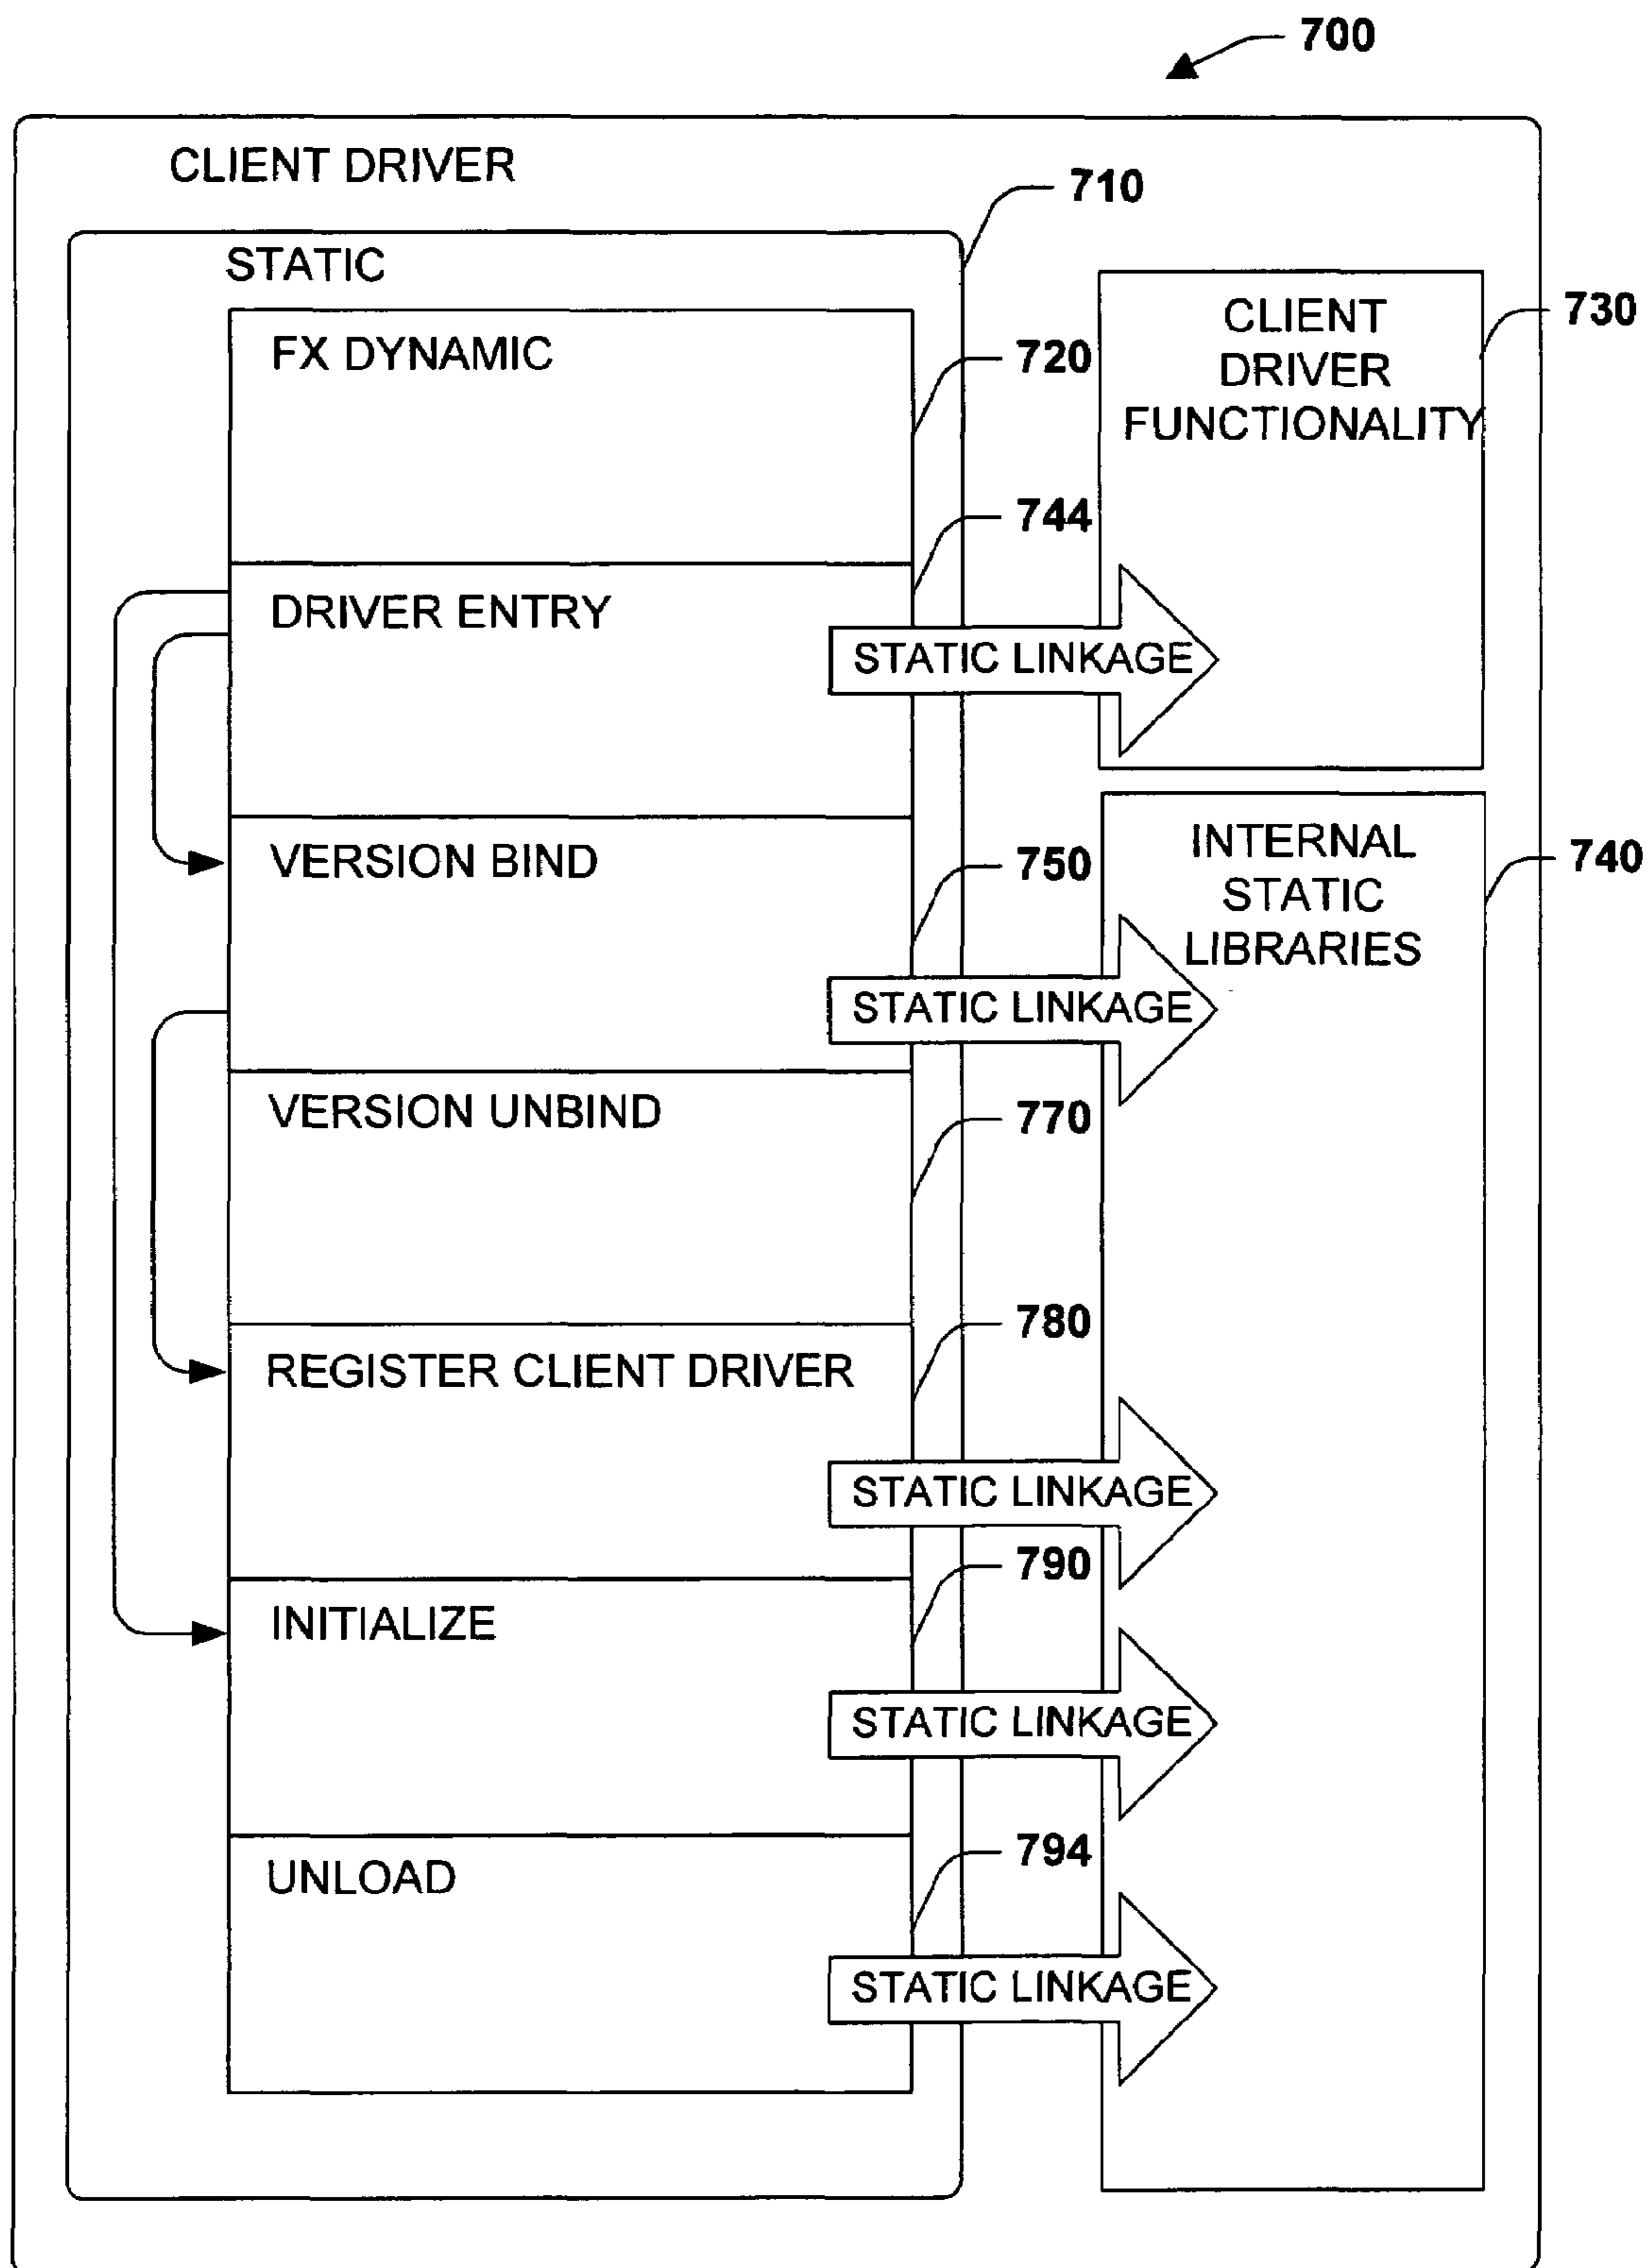 700
CLIENT DRIVER
710
STATIC
CLIENT
DRIVER
FUNCTIONALITY
730
FX DYNAMIC
720
744
DRIVER ENTRY
STATIC LINKAGE
VERSION BIND
750
INTERNAL
STATIC
LIBRARIES
740
STATIC LINKAGE
VERSION UNBIND
770
780
REGISTER CLIENT DRIVER
STATIC LINKAGE
790
INITIALIZE
STATIC LINKAGE
794
UNLOAD
STATIC LINKAGE